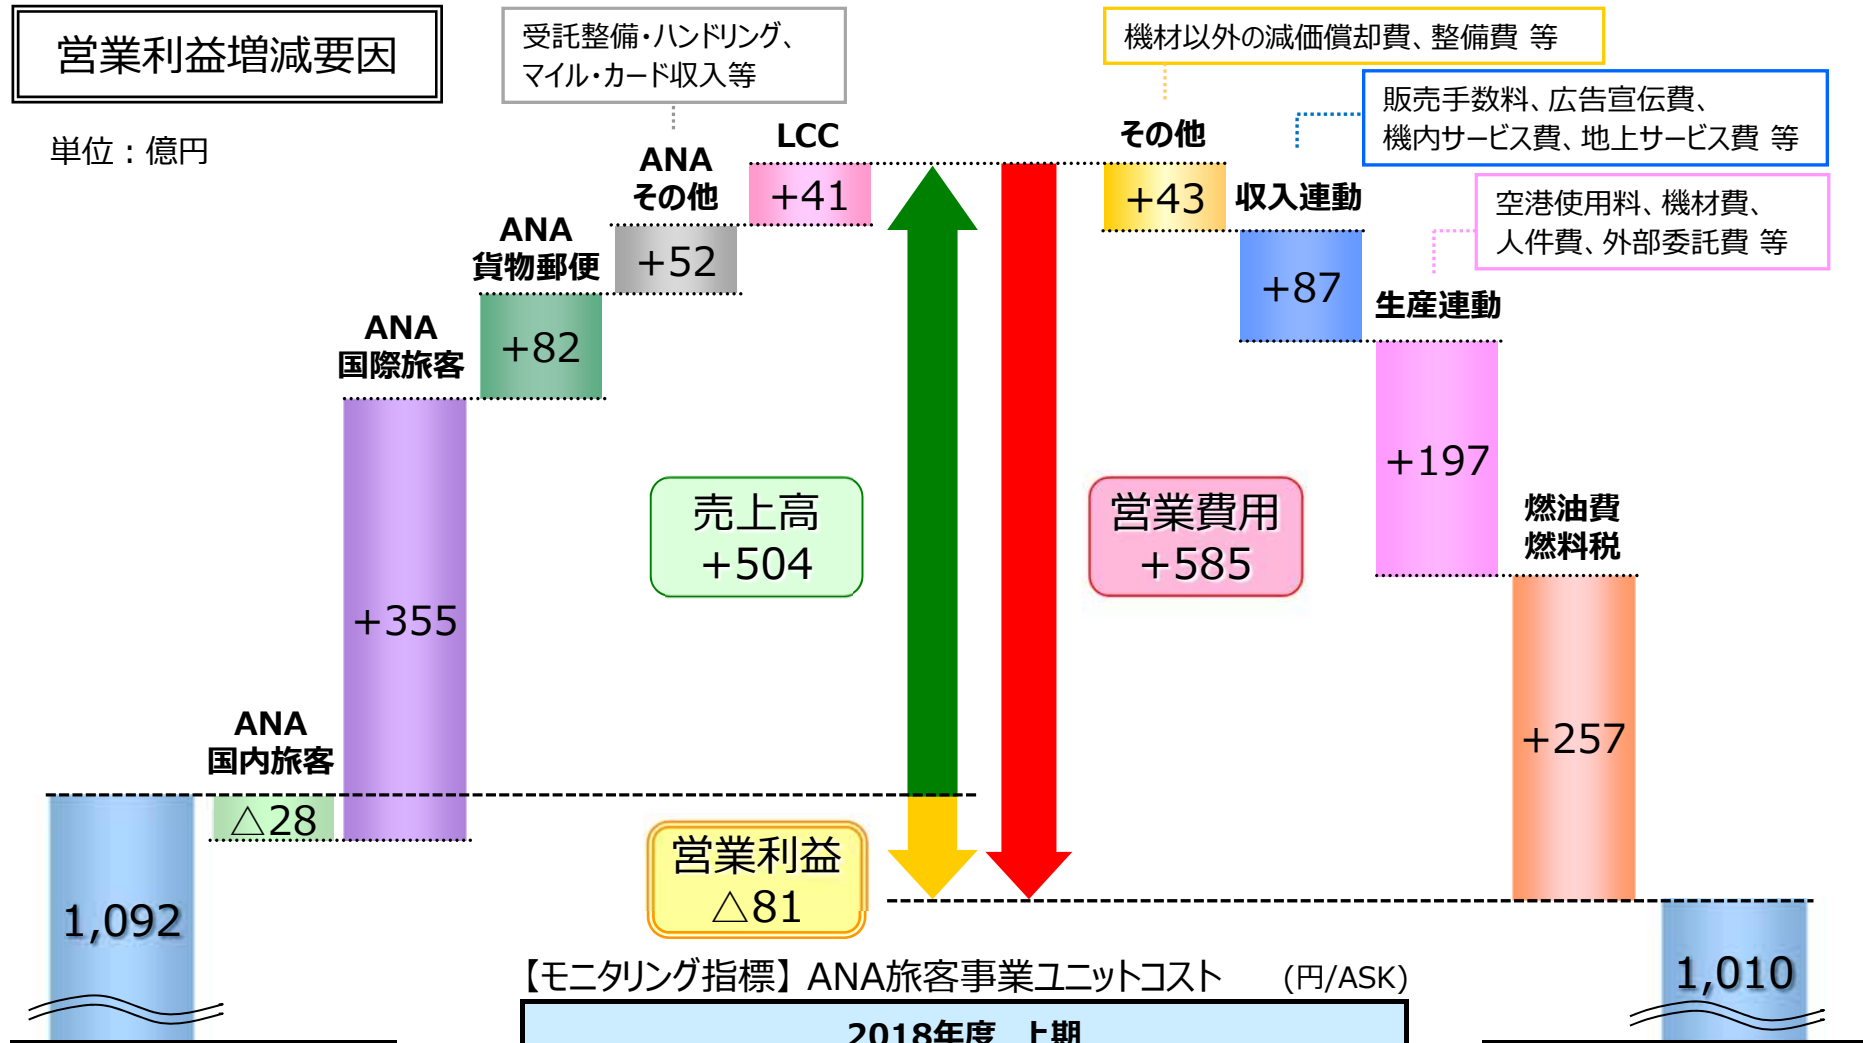 営業利益増減要因
単位：億円
受託整備・ハンドリング、
マイル・カード収入等
機材以外の減価償却費、整備費 等
販売手数料、広告宣伝費、
機内サービス費、地上サービス費 等
空港使用料、機材費、
人件費、外部委託費 等
1,092
ANA
国内旅客
△28
ANA
国際旅客
+355
ANA
貨物郵便
+82
ANA
その他
+52
LCC
+41
売上高
+504
営業利益
△81
営業費用
+585
その他
+43
収入連動
+87
生産連動
+197
燃油費
燃料税
+257
1,010
【モニタリング指標】ANA旅客事業ユニットコスト (円/ASK)
2018年度 上期